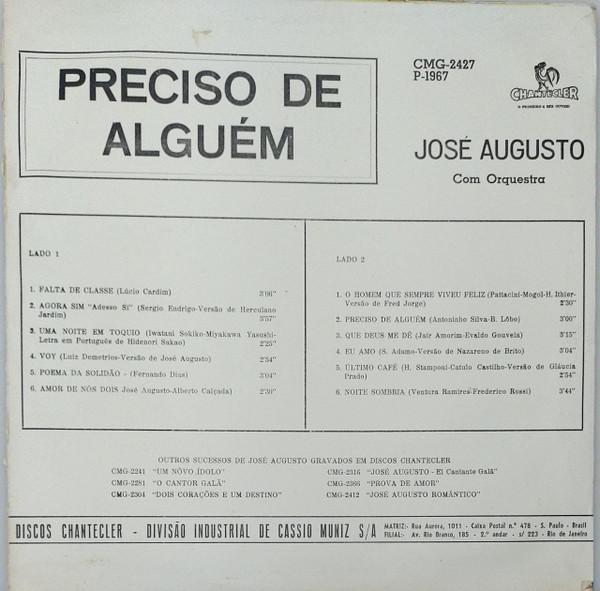 PRECISO DE
ALGUÉM
CMG-2427
P-1967
CHANTECLER
O PRIMEIRO A SER OUVIDO
JOSÉ AUGUSTO
Com Orquestra
LADO 1
1. FALTA DE CLASSE (Lúcio Cardim) 3'06"
2. AGORA SIM "Adesso Sí" (Sergio Endrigo-Versão de Herculano
Jardim) 3'57"
3. UMA NOITE EM TOQUIO (Iwatani Sokiko-Miyakawa Yasushi-
Letra em Português de Hidenori Sakao) 2'25"
4. VOY (Luiz Demetrios-Versão de José Augusto) 2'54"
5. POEMA DA SOLIDÃO - (Fernando Dias) 3'04"
6. AMOR DE NÓS DOIS José Augusto-Alberto Calçada) 2'39"
LADO 2
1. O HOMEM QUE SEMPRE VIVEU FELIZ (Pattacini-Mogol-H. Ithier-
Versão de Fred Jorge) 2'30"
2. PRECISO DE ALGUÉM (Antoninho Silva-B. Lôbo) 3'00"
3. QUE DEUS ME DÊ (Jair Amorim-Evaldo Gouveia) 3'15"
4. EU AMO (S. Adamo-Versão de Nazareno de Brito) 3'04"
5. ÚLTIMO CAFÉ (H. Stamponi-Catulo Castilho-Versão de Gláucia
Prado) 2'54"
6. NOITE SOMBRIA (Ventura Ramirez-Frederico Rossi) 3'44"
OUTROS SUCESSOS DE JOSÉ AUGUSTO GRAVADOS EM DISCOS CHANTECLER
CMG-2241 "UM NÔVO ÍDOLO"
CMG-2281 "O CANTOR GALÃ"
CMG-2304 "DOIS CORAÇÕES E UM DESTINO"
CMG-2316 "JOSÉ AUGUSTO - El Cantante Galã"
CMG-2366 "PROVA DE AMOR"
CMG-2412 "JOSÉ AUGUSTO ROMÂNTICO"
DISCOS CHANTECLER - DIVISÃO INDUSTRIAL DE CASSIO MUNIZ S/A
MATRIZ:- Rua Aurora, 1011 - Caixa Postal n.º 478 - S. Paulo - Brasil
FILIAL:- Av. Rio Branco, 185 - 2.º andar - s/ 223 - Rio de Janeiro